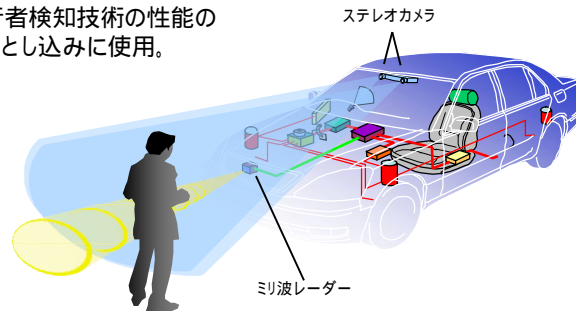 者検知技術の性能の
とし込みに使用。
ステレオカメラ
ミリ波レーダー